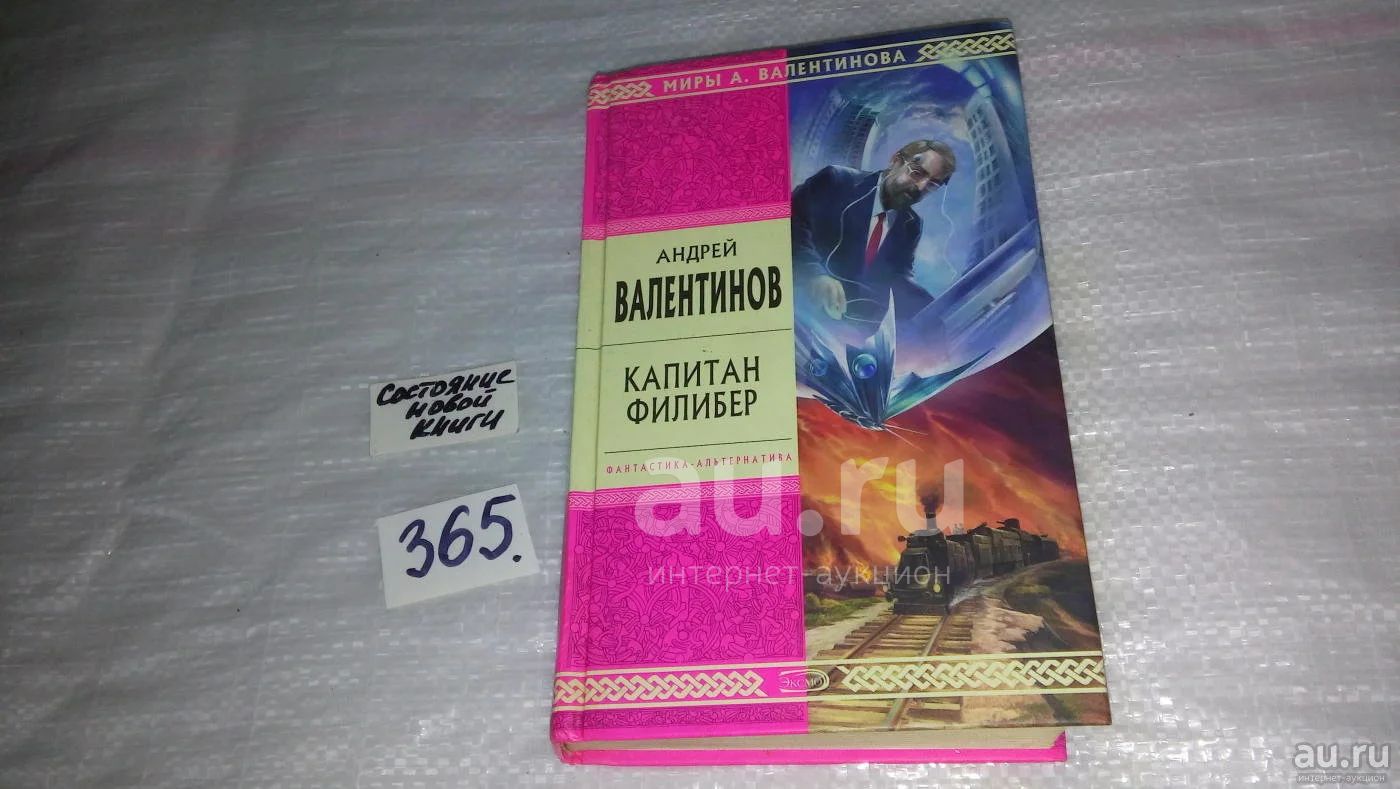 МИРЫ А. ВАЛЕНТИНОВА
АНДРЕЙ
ВАЛЕНТИНОВ
КАПИТАН
ФИЛИБЕР
ФАНТАСТИКА-АЛЬТЕРНАТИВА
ЭКСМО
Состояние
новой
книги
365.
au.ru
интернет-аукцион
au.ru
интернет-аукцион